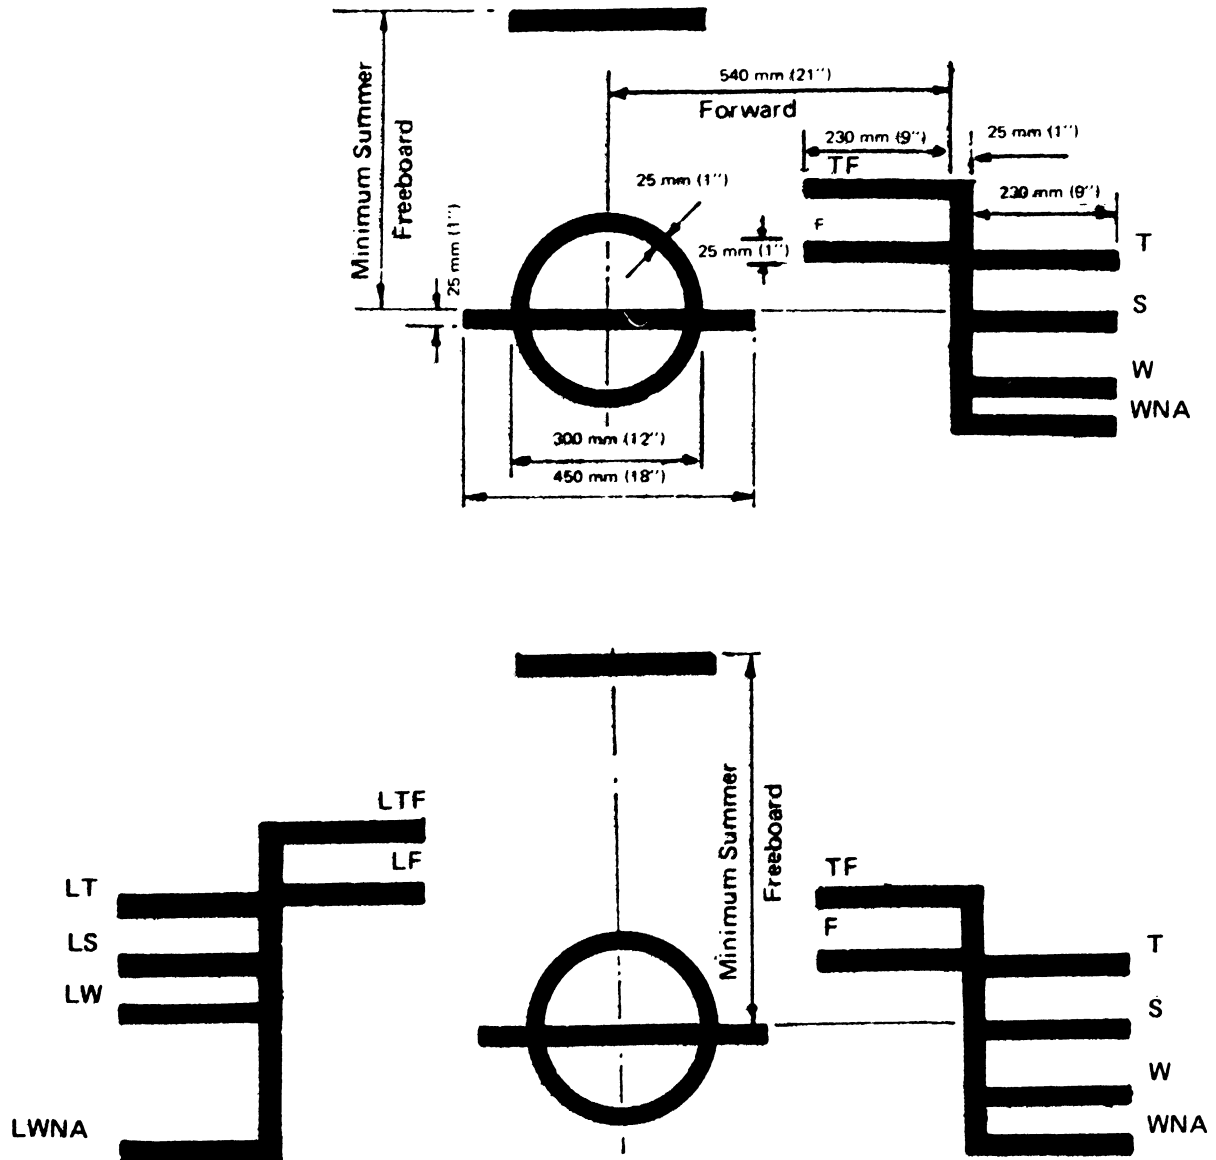 540 mm (21'')
Forward
Minimum Summer
Freeboard
230 mm (9'')
25 mm (1'')
TF
25 mm (1'')
230 mm (9'')
F
25 mm (1'')
T
25 mm (1'')
S
W
WNA
300 mm (12'')
450 mm (18'')
Minimum Summer
Freeboard
LTF
LF
LT
LS
LW
LWNA
TF
F
T
S
W
WNA